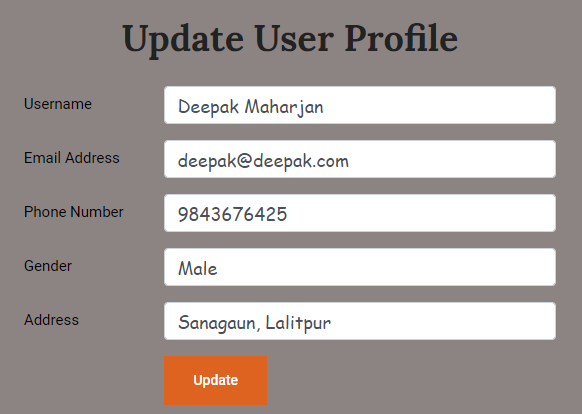 Update User Profile
Username Deepak Maharjan
Email Address deepak@deepak.com
Phone Number 9843676425
Gender Male
Address Sanagaun, Lalitpur
Update